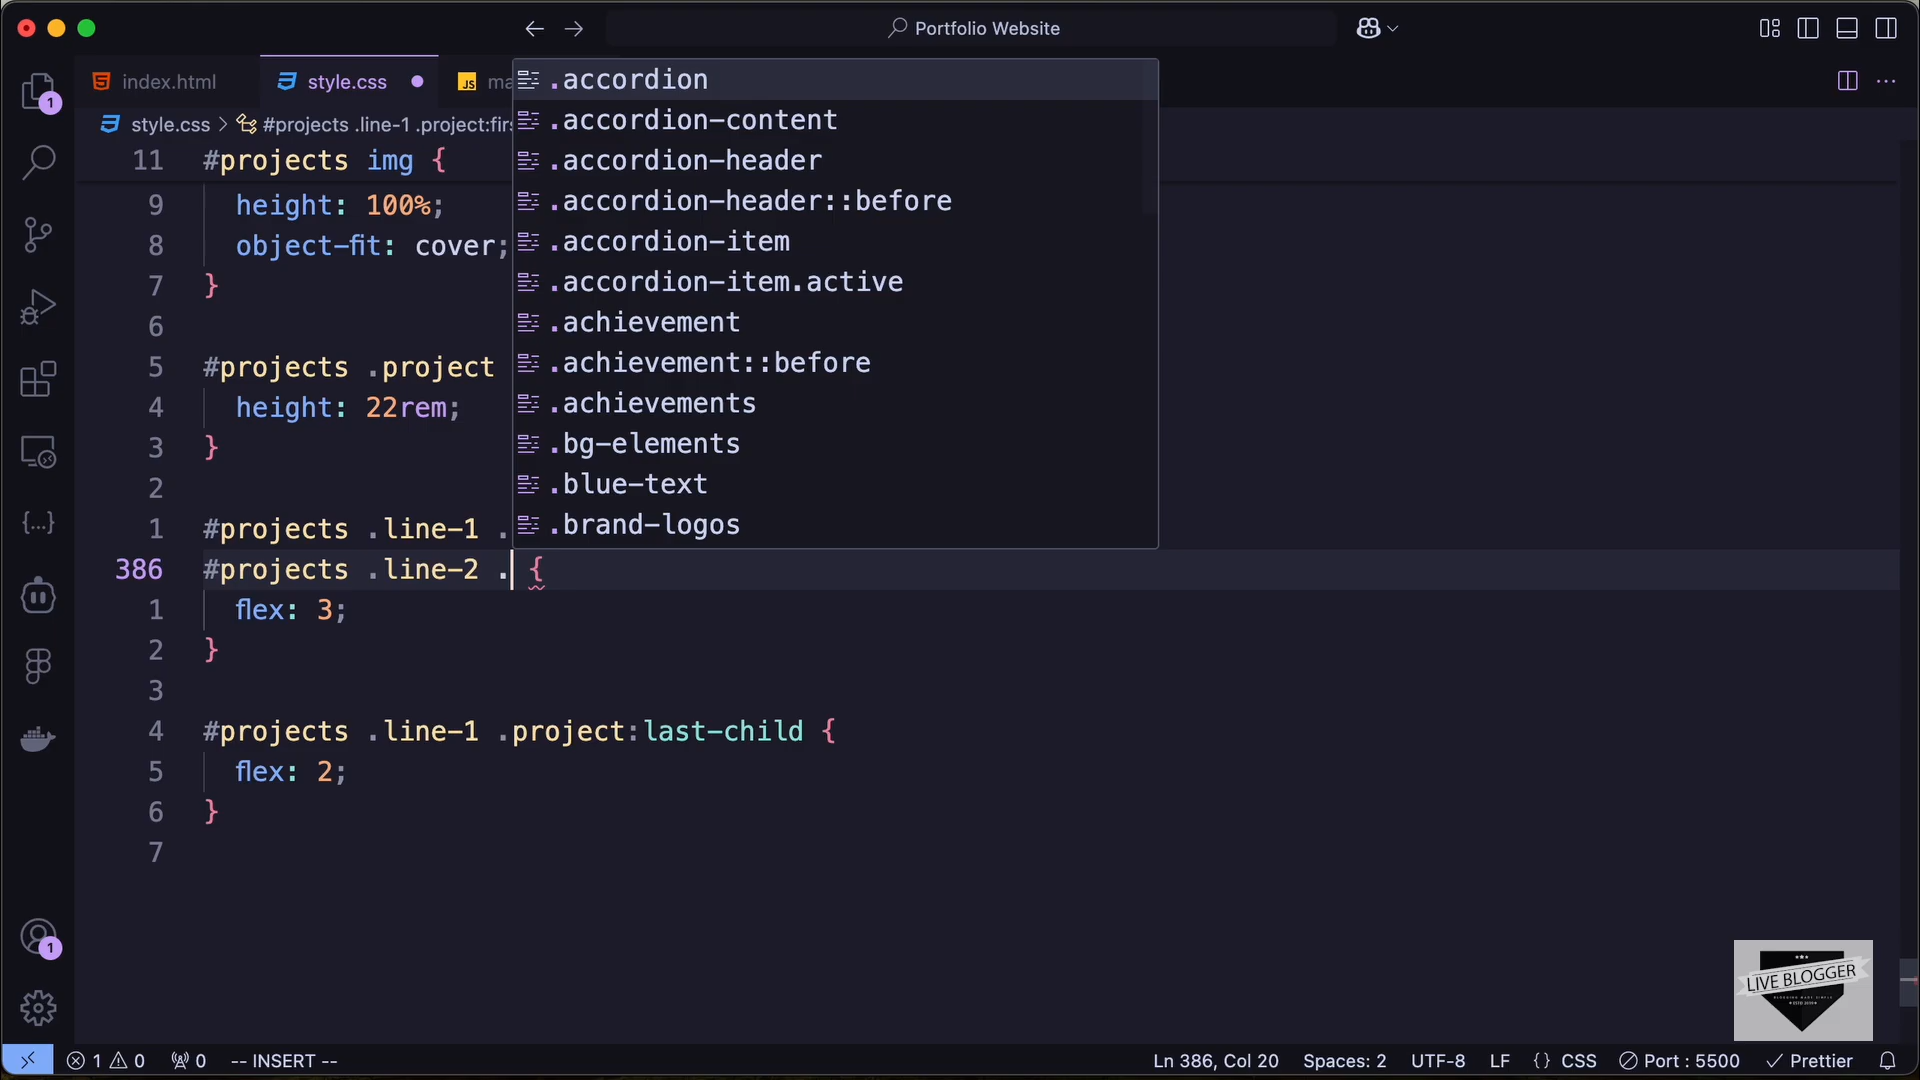 Portfolio Website
index.html
style.css
JS ma
style.css > #projects .line-1 .project:firs
11 #projects img {
9 height: 100%;
8 object-fit: cover;
7 }
6
5 #projects .project
4 height: 22rem;
3 }
2
1 #projects .line-1 .
386 #projects .line-2 . {
1 flex: 3;
2 }
3
4 #projects .line-1 .project:last-child {
5 flex: 2;
6 }
7
.accordion
.accordion-content
.accordion-header
.accordion-header::before
.accordion-item
.accordion-item.active
.achievement
.achievement::before
.achievements
.bg-elements
.blue-text
.brand-logos
1
1
LIVE BLOGGER
1 0 0 -- INSERT -- Ln 386, Col 20 Spaces: 2 UTF-8 LF {} CSS Port : 5500 Prettier